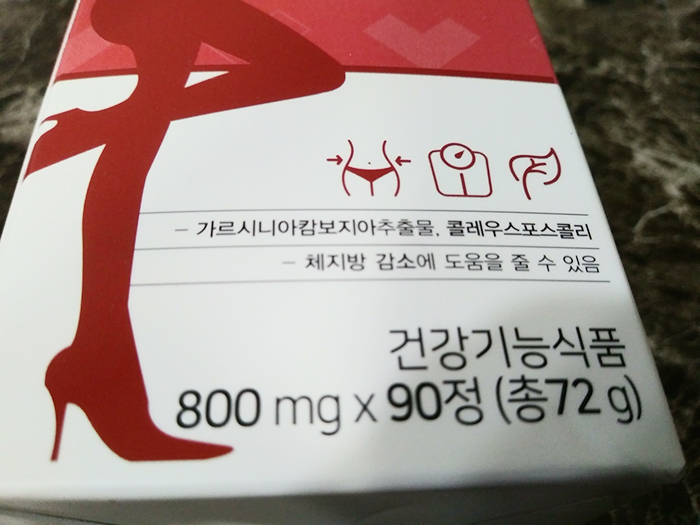 – 가르시니아캄보지아추출물, 콜레우스포스콜리
– 체지방 감소에 도움을 줄 수 있음
건강기능식품
800 mg x 90정 (총72 g)